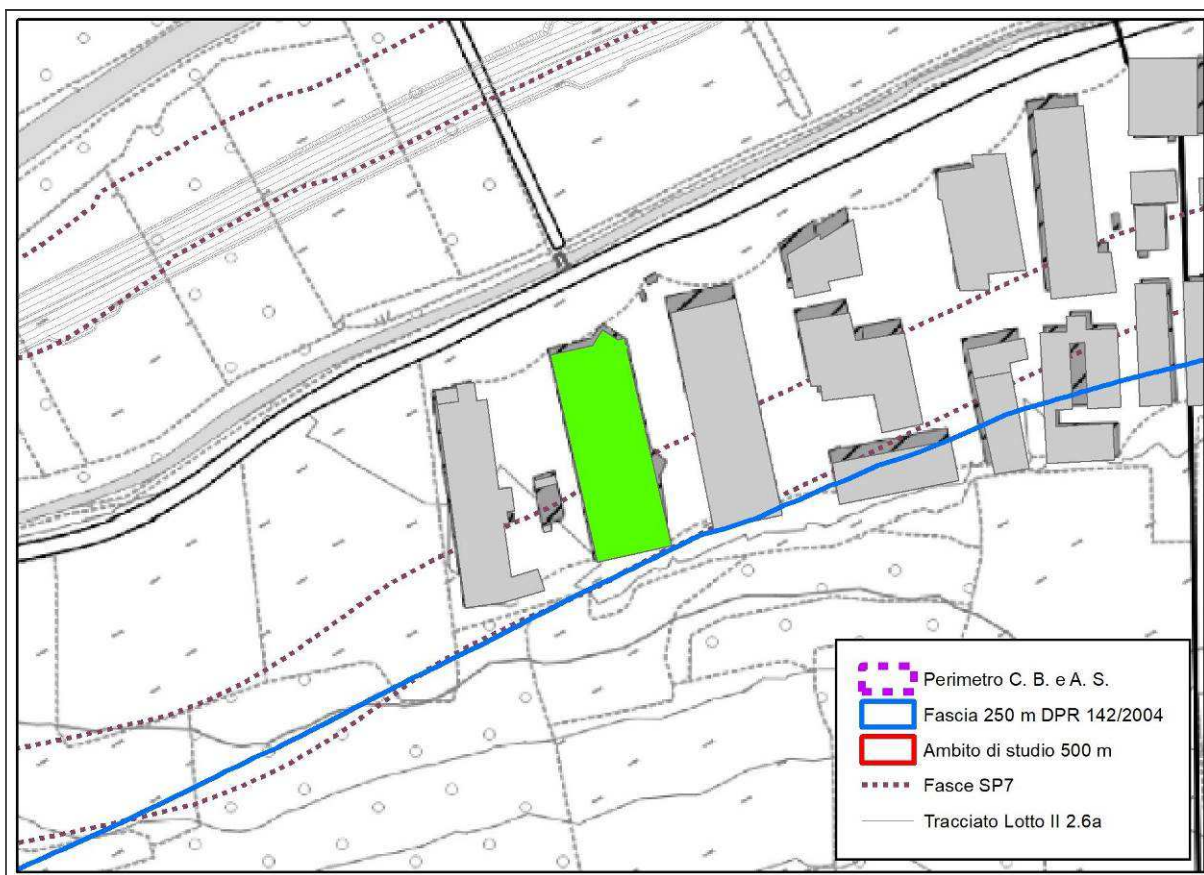 Perimetro C. B. e A. S.
Fascia 250 m DPR 142/2004
Ambito di studio 500 m
Fasce SP7
Tracciato Lotto II 2.6a